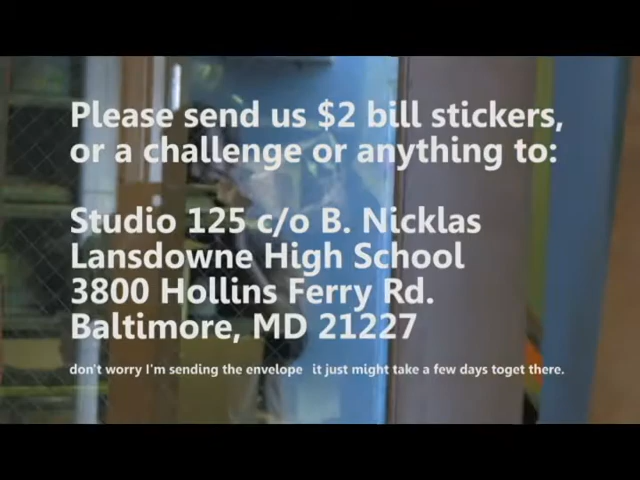 Please send us $2 bill stickers,
or a challenge or anything to:
Studio 125 c/o B. Nicklas
Lansdowne High School
3800 Hollins Ferry Rd.
Baltimore, MD 21227
don't worry I'm sending the envelope it just might take a few days toget there.